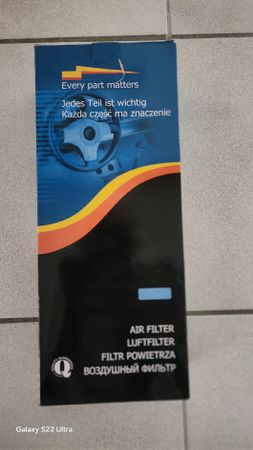 Every part matters
Jedes Teil ist wichtig
Każda część ma znaczenie
AIR FILTER
LUFTFILTER
FILTR POWIETRZA
ВОЗДУШНЫЙ ФИЛЬТР
Q
Galaxy S22 Ultra